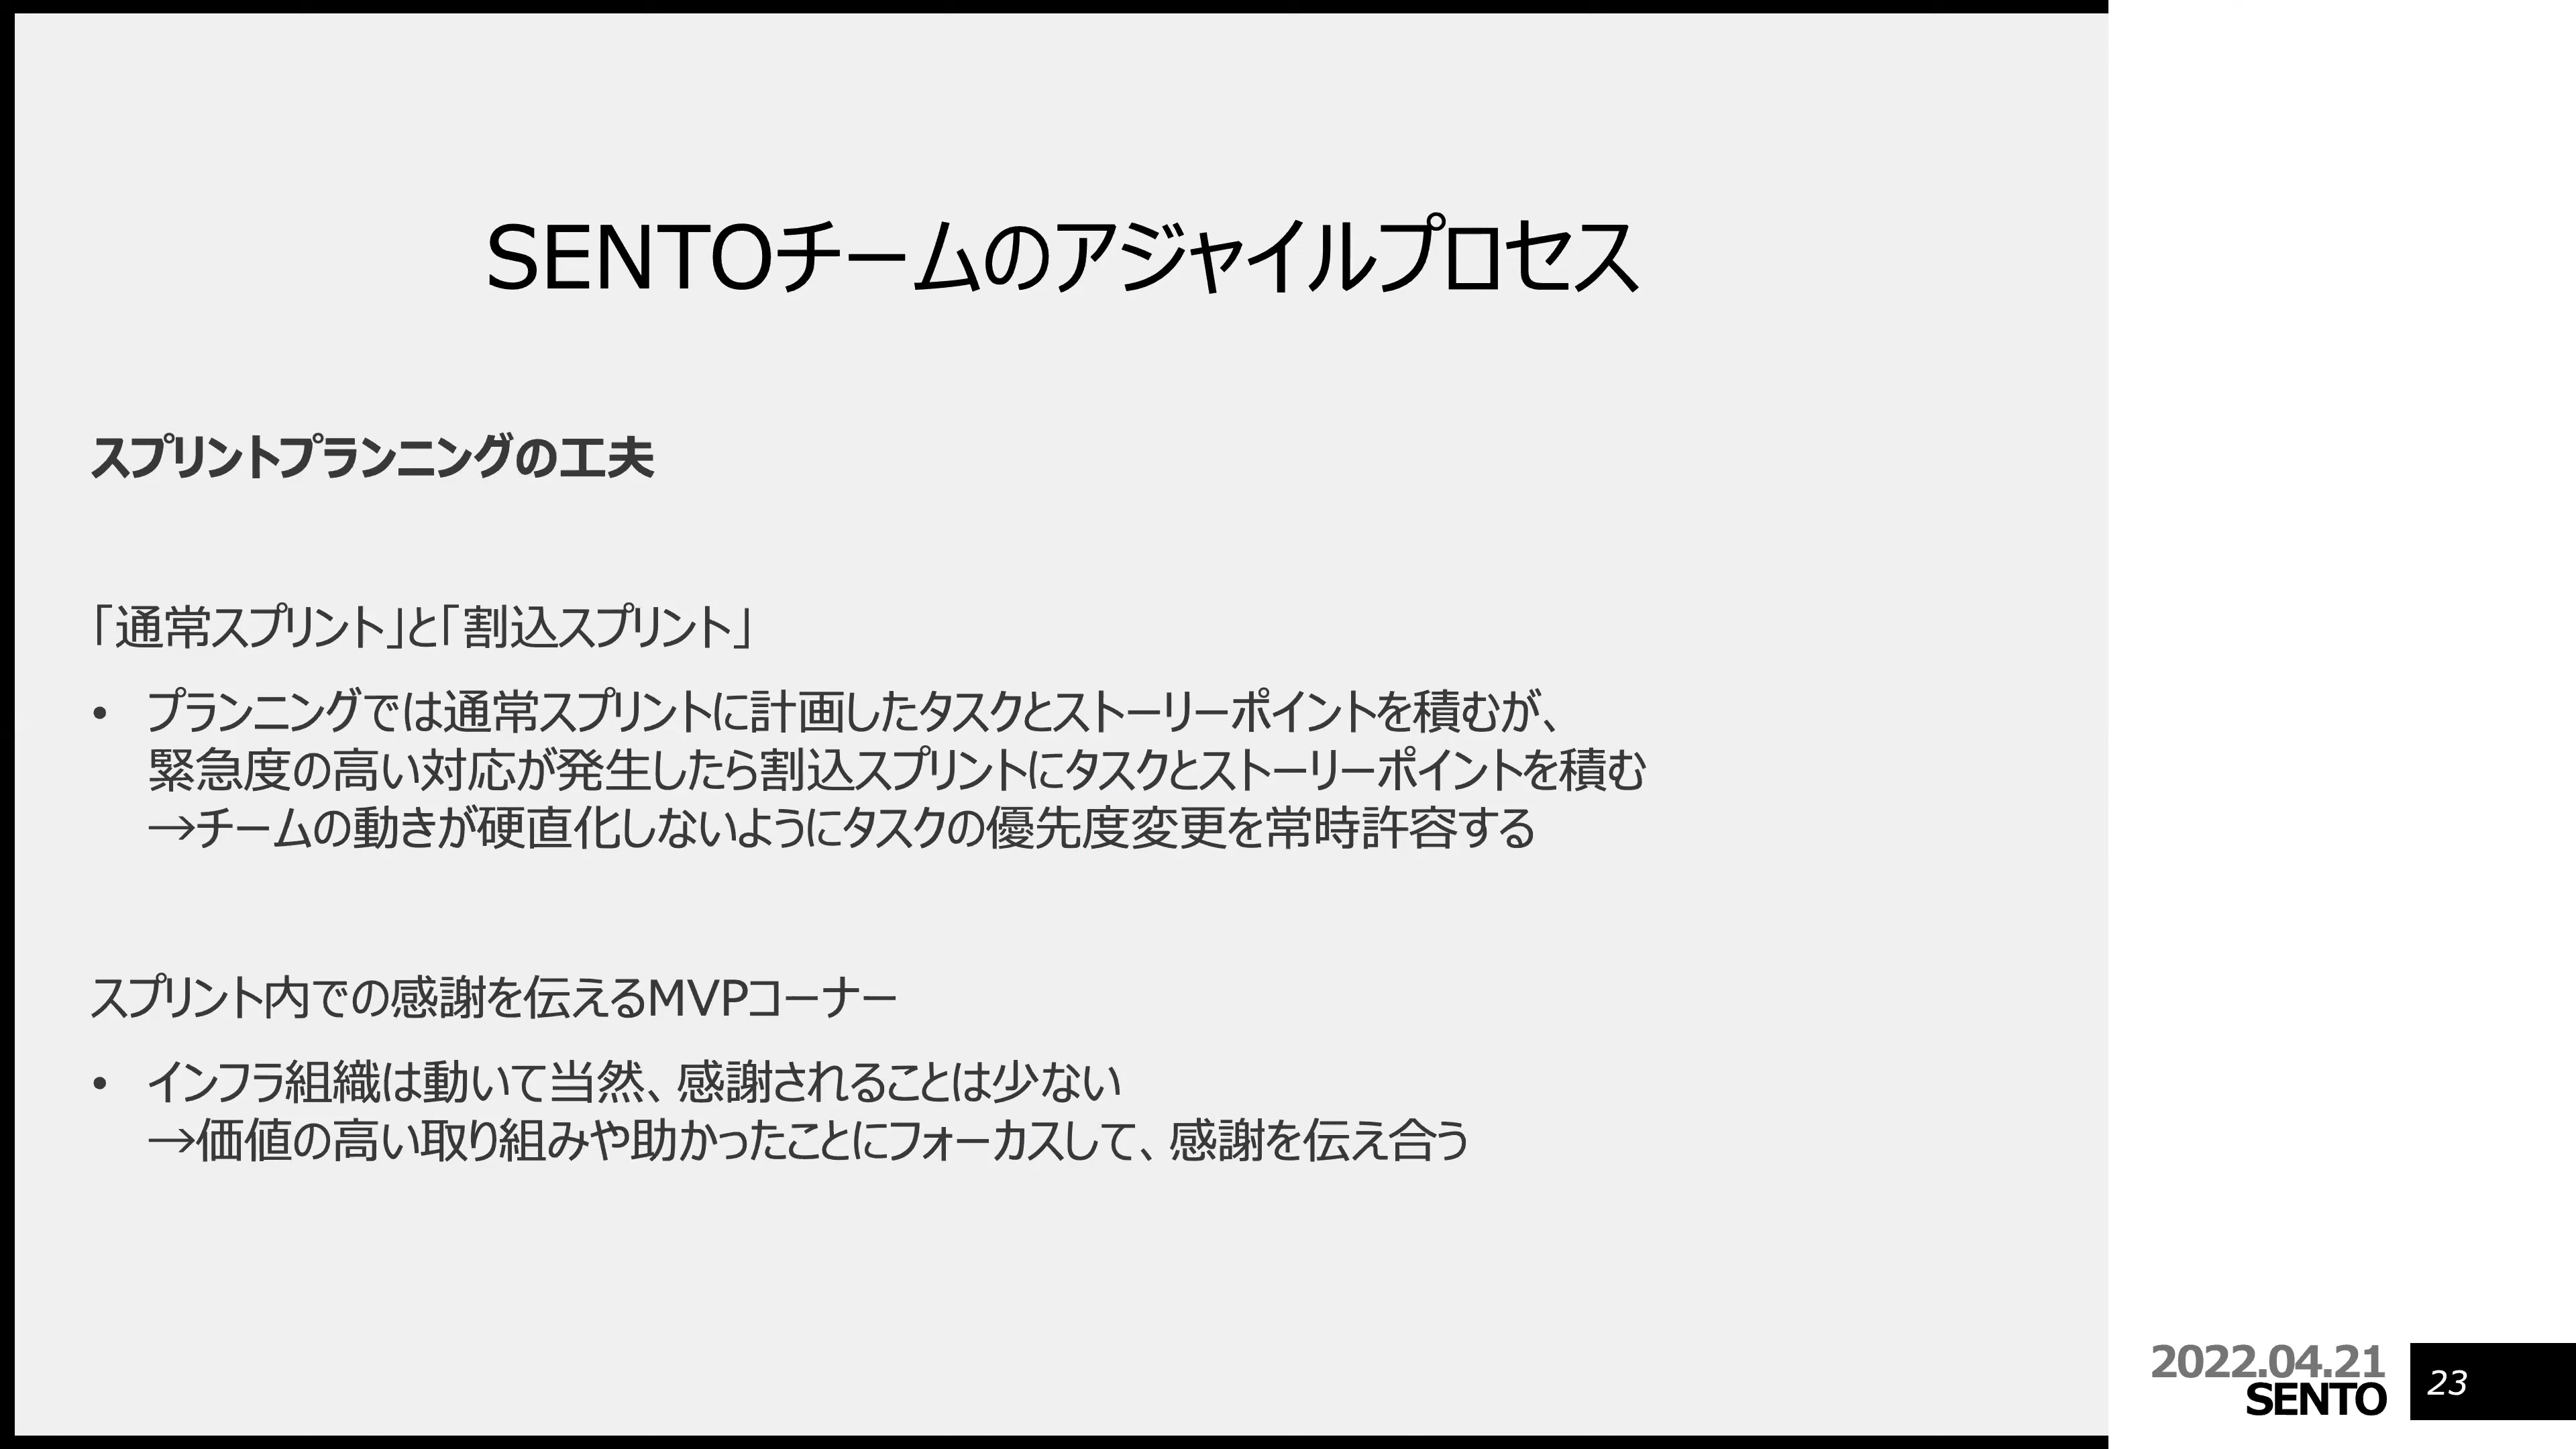 SENTOチームのアジャイルプロセス
スプリントプランニングの工夫
「通常スプリント」と「割込スプリント」
• プランニングでは通常スプリントに計画したタスクとストーリーポイントを積むが、
緊急度の高い対応が発生したら割込スプリントにタスクとストーリーポイントを積む
→チームの動きが硬直化しないようにタスクの優先度変更を常時許容する
スプリント内での感謝を伝えるMVPコーナー
• インフラ組織は動いて当然、感謝されることは少ない
→価値の高い取り組みや助かったことにフォーカスして、感謝を伝え合う
2022.04.21
SENTO
23